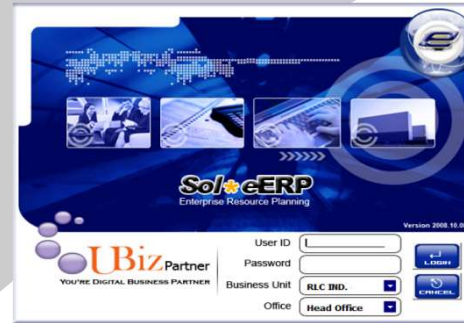 Sol*eERP
Enterprise Resource Planning
Version 2008.10.0
UBiz Partner
YOU'RE DIGITAL BUSINESS PARTNER
User ID
Password
Business Unit RLC IND.
Office Head Office
LOGIN
CANCEL